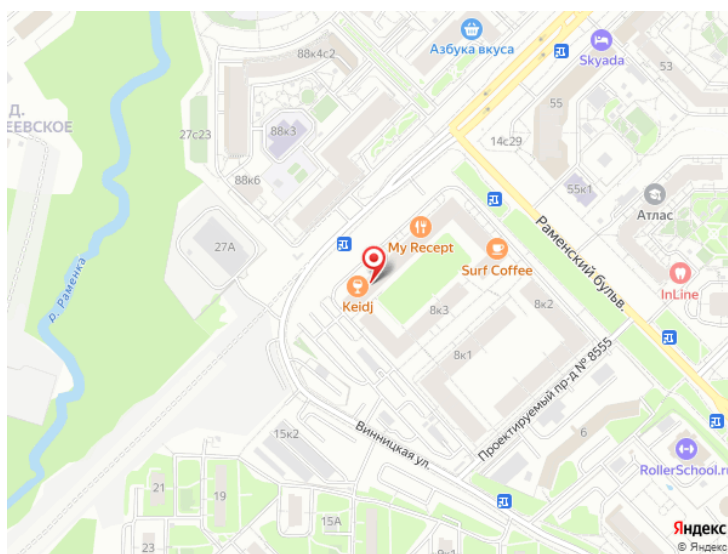 88к4с2
Азбука вкуса
Skyada
53
Д.
ЕЕВСКОЕ
27с23
88к3
55
14с29
88к6
55к1
Атлас
27А
My Recept
Раменский бульв.
Surf Coffee
InLine
р. Раменка
Keidj
8к3
8к2
8к1
Проектируемый пр-д № 8555
Винницкая ул.
15к2
6
RollerSchool.r
21
19
15А
23
9к1
Яндекс
© Яндекс